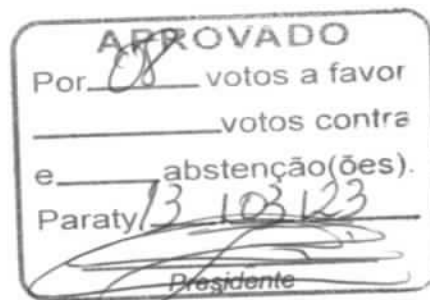 APROVADO
Por 08 votos a favor
votos contra
e abstenção(ões).
Paraty 13/03/23
Presidente